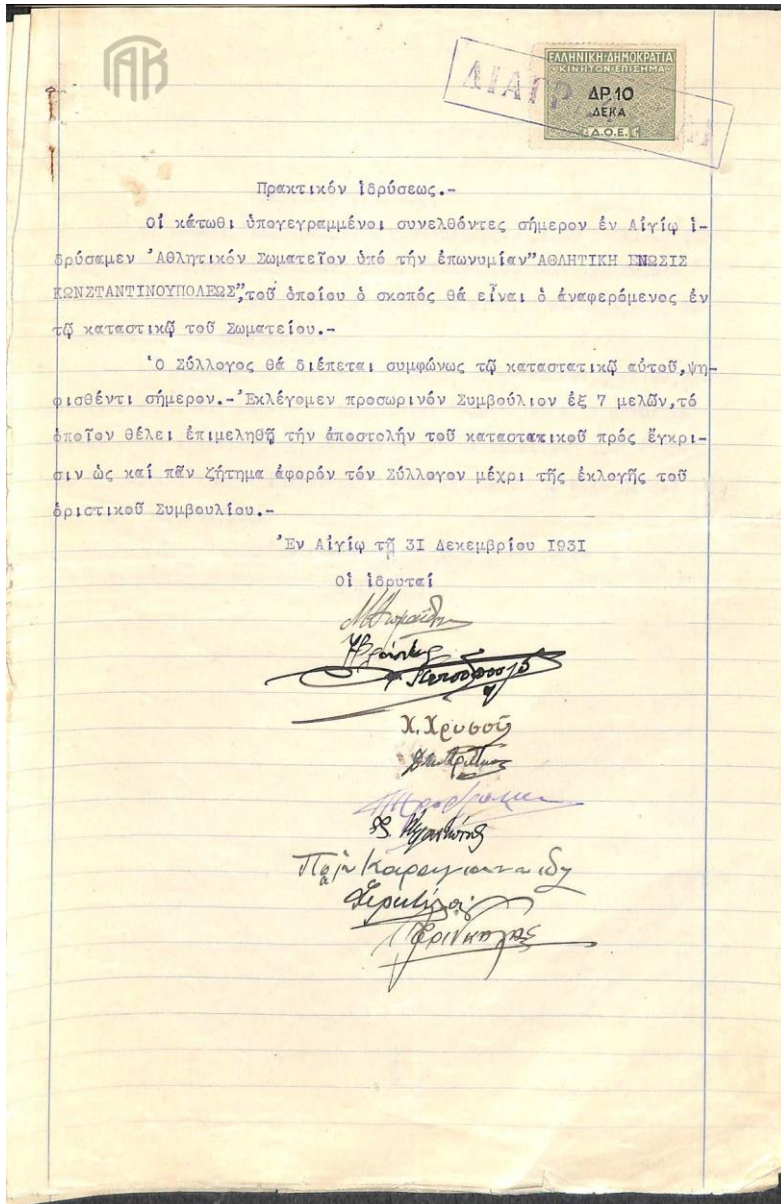 ΕΛΛΗΝΙΚΗ·ΔΗΜΟΚΡΑΤΙΑ
ΚΙΝΗΤΟΝ·ΕΠΙΣΗΜΑ
ΔΡ.10
ΔΕΚΑ
Δ.Ο.Ε.
Πρακτικόν ἱδρύσεως.-
Οἱ κάτωθι ὑπογεγραμμένοι συνελθόντες σήμερον ἐν Αἰγίῳ ἱ-
δρύσαμεν Ἀθλητικόν Σωματεῖον ὑπό τήν ἐπωνυμίαν"ΑΘΛΗΤΙΚΗ ΕΝΩΣΙΣ
ΚΩΝΣΤΑΝΤΙΝΟΥΠΟΛΕΩΣ",τοῦ ὁποίου ὁ σκοπός θά εἶναι ὁ ἀναφερόμενος ἐν
τῷ καταστικῷ τοῦ Σωματείου.-
Ὁ Σύλλογος θά διέπεται συμφώνως τῷ καταστατικῷ αὐτοῦ,ψη-
φισθέντι σήμερον.-Ἐκλέγομεν προσωρινόν Συμβούλιον ἐξ 7 μελῶν,τό
ὁποῖον θέλει ἐπιμεληθῆ τήν ἀποστολήν τοῦ καταστατικοῦ πρός ἔγκρι-
σιν ὡς καί πᾶν ζήτημα ἀφορόν τόν Σύλλογον μέχρι τῆς ἐκλογῆς τοῦ
ὁριστικοῦ Συμβουλίου.-
Ἐν Αἰγίῳ τῇ 3I Δεκεμβρίου I93I
Οἱ ἱδρυταί
Χ. Χρυσοῦ